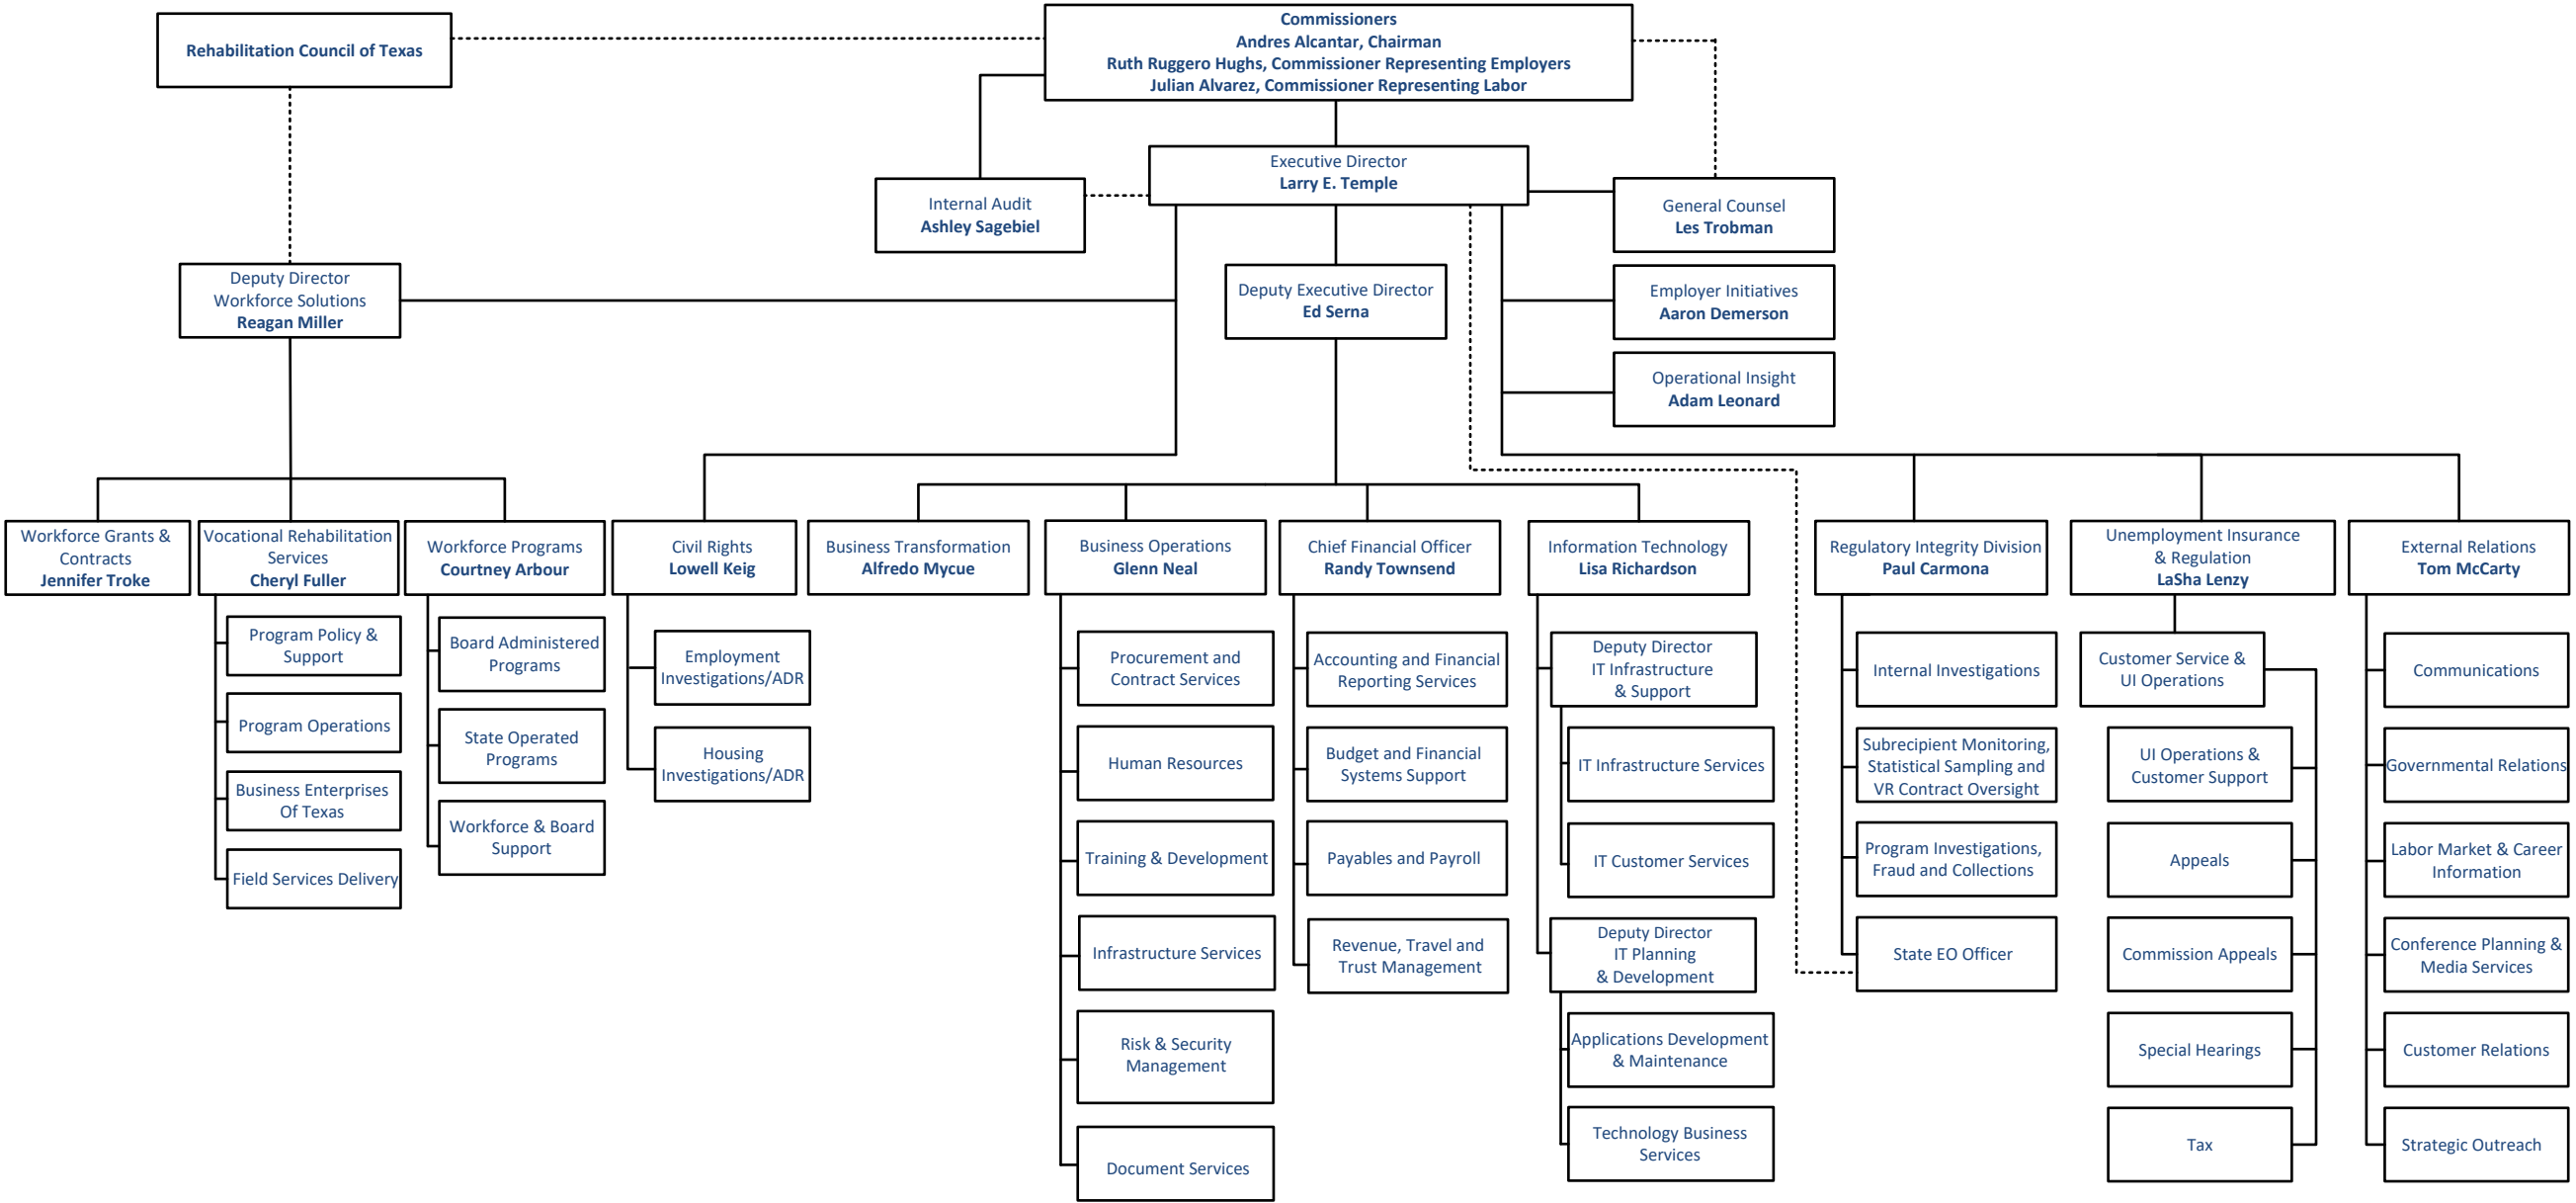 Rehabilitation Council of Texas
Commissioners
Andres Alcantar, Chairman
Ruth Ruggero Hughs, Commissioner Representing Employers
Julian Alvarez, Commissioner Representing Labor
Executive Director
Larry E. Temple
Internal Audit
Ashley Sagebiel
General Counsel
Les Trobman
Deputy Director
Workforce Solutions
Reagan Miller
Deputy Executive Director
Ed Serna
Employer Initiatives
Aaron Demerson
Operational Insight
Adam Leonard
Workforce Grants &
Contracts
Jennifer Troke
Vocational Rehabilitation
Services
Cheryl Fuller
Program Policy &
Support
Program Operations
Business Enterprises
Of Texas
Field Services Delivery
Workforce Programs
Courtney Arbour
Board Administered
Programs
State Operated
Programs
Workforce & Board
Support
Civil Rights
Lowell Keig
Employment
Investigations/ADR
Housing
Investigations/ADR
Business Transformation
Alfredo Mycue
Business Operations
Glenn Neal
Procurement and
Contract Services
Human Resources
Training & Development
Infrastructure Services
Risk & Security
Management
Document Services
Chief Financial Officer
Randy Townsend
Accounting and Financial
Reporting Services
Budget and Financial
Systems Support
Payables and Payroll
Revenue, Travel and
Trust Management
Information Technology
Lisa Richardson
Deputy Director
IT Infrastructure
& Support
IT Infrastructure Services
IT Customer Services
Deputy Director
IT Planning
& Development
Applications Development
& Maintenance
Technology Business
Services
Regulatory Integrity Division
Paul Carmona
Internal Investigations
Subrecipient Monitoring,
Statistical Sampling and
VR Contract Oversight
Program Investigations,
Fraud and Collections
State EO Officer
Unemployment Insurance
& Regulation
LaSha Lenzy
Customer Service &
UI Operations
UI Operations &
Customer Support
Appeals
Commission Appeals
Special Hearings
Tax
External Relations
Tom McCarty
Communications
Governmental Relations
Labor Market & Career
Information
Conference Planning &
Media Services
Customer Relations
Strategic Outreach